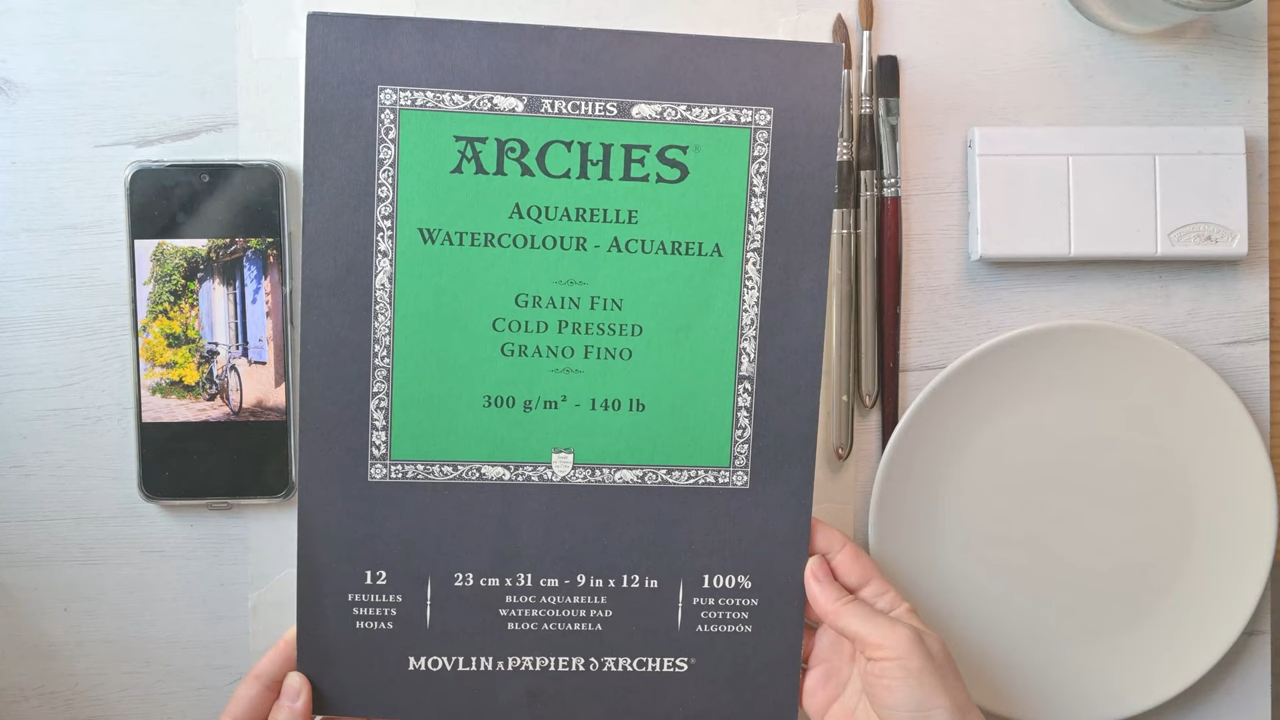 ARCHES
ARCHES®
AQUARELLE
WATERCOLOUR - ACUARELA
GRAIN FIN
COLD PRESSED
GRANO FINO
300 g/m² - 140 lb
12
FEUILLES
SHEETS
HOJAS
23 cm x 31 cm - 9 in x 12 in
BLOC AQUARELLE
WATERCOLOUR PAD
BLOC ACUARELA
100%
PUR COTON
COTTON
ALGODÓN
MOVLIN A PAPIER D'ARCHES®